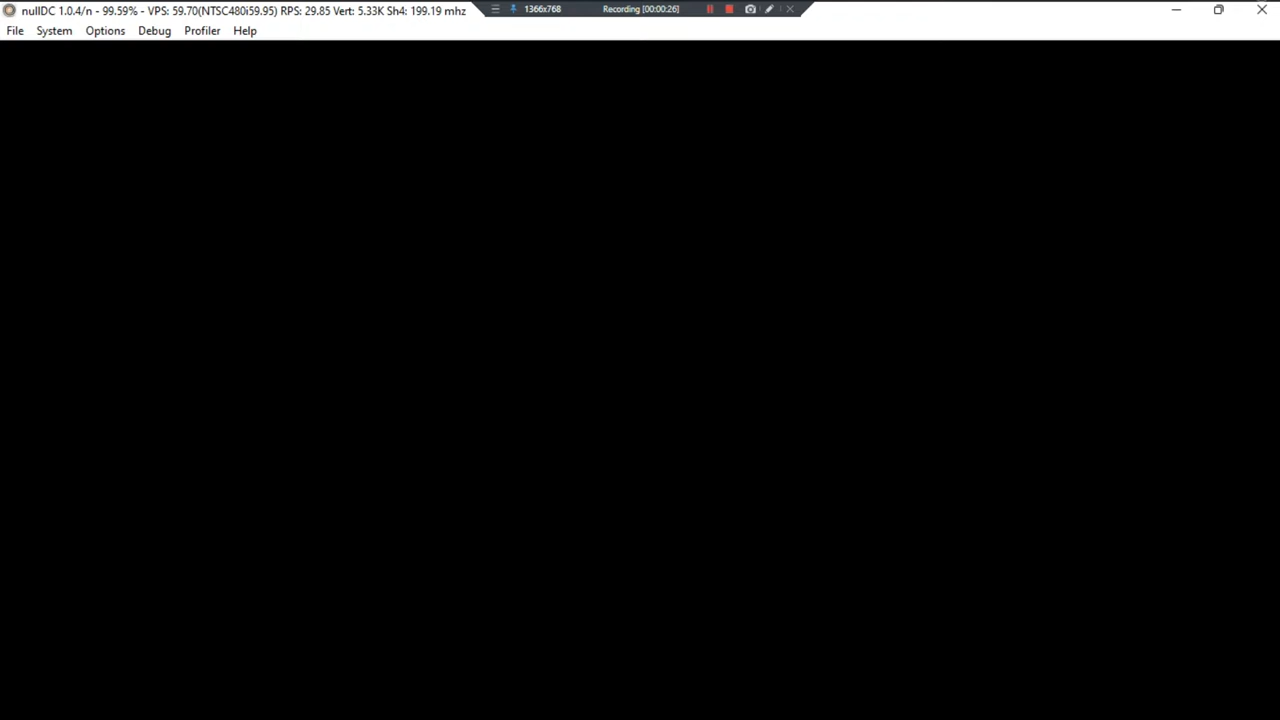 nullDC 1.0.4/n - 99.59% - VPS: 59.70(NTSC480i59.95) RPS: 29.85 Vert: 5.33K Sh4: 199.19 mhz
1366x768 Recording [00:00:26]
File System Options Debug Profiler Help